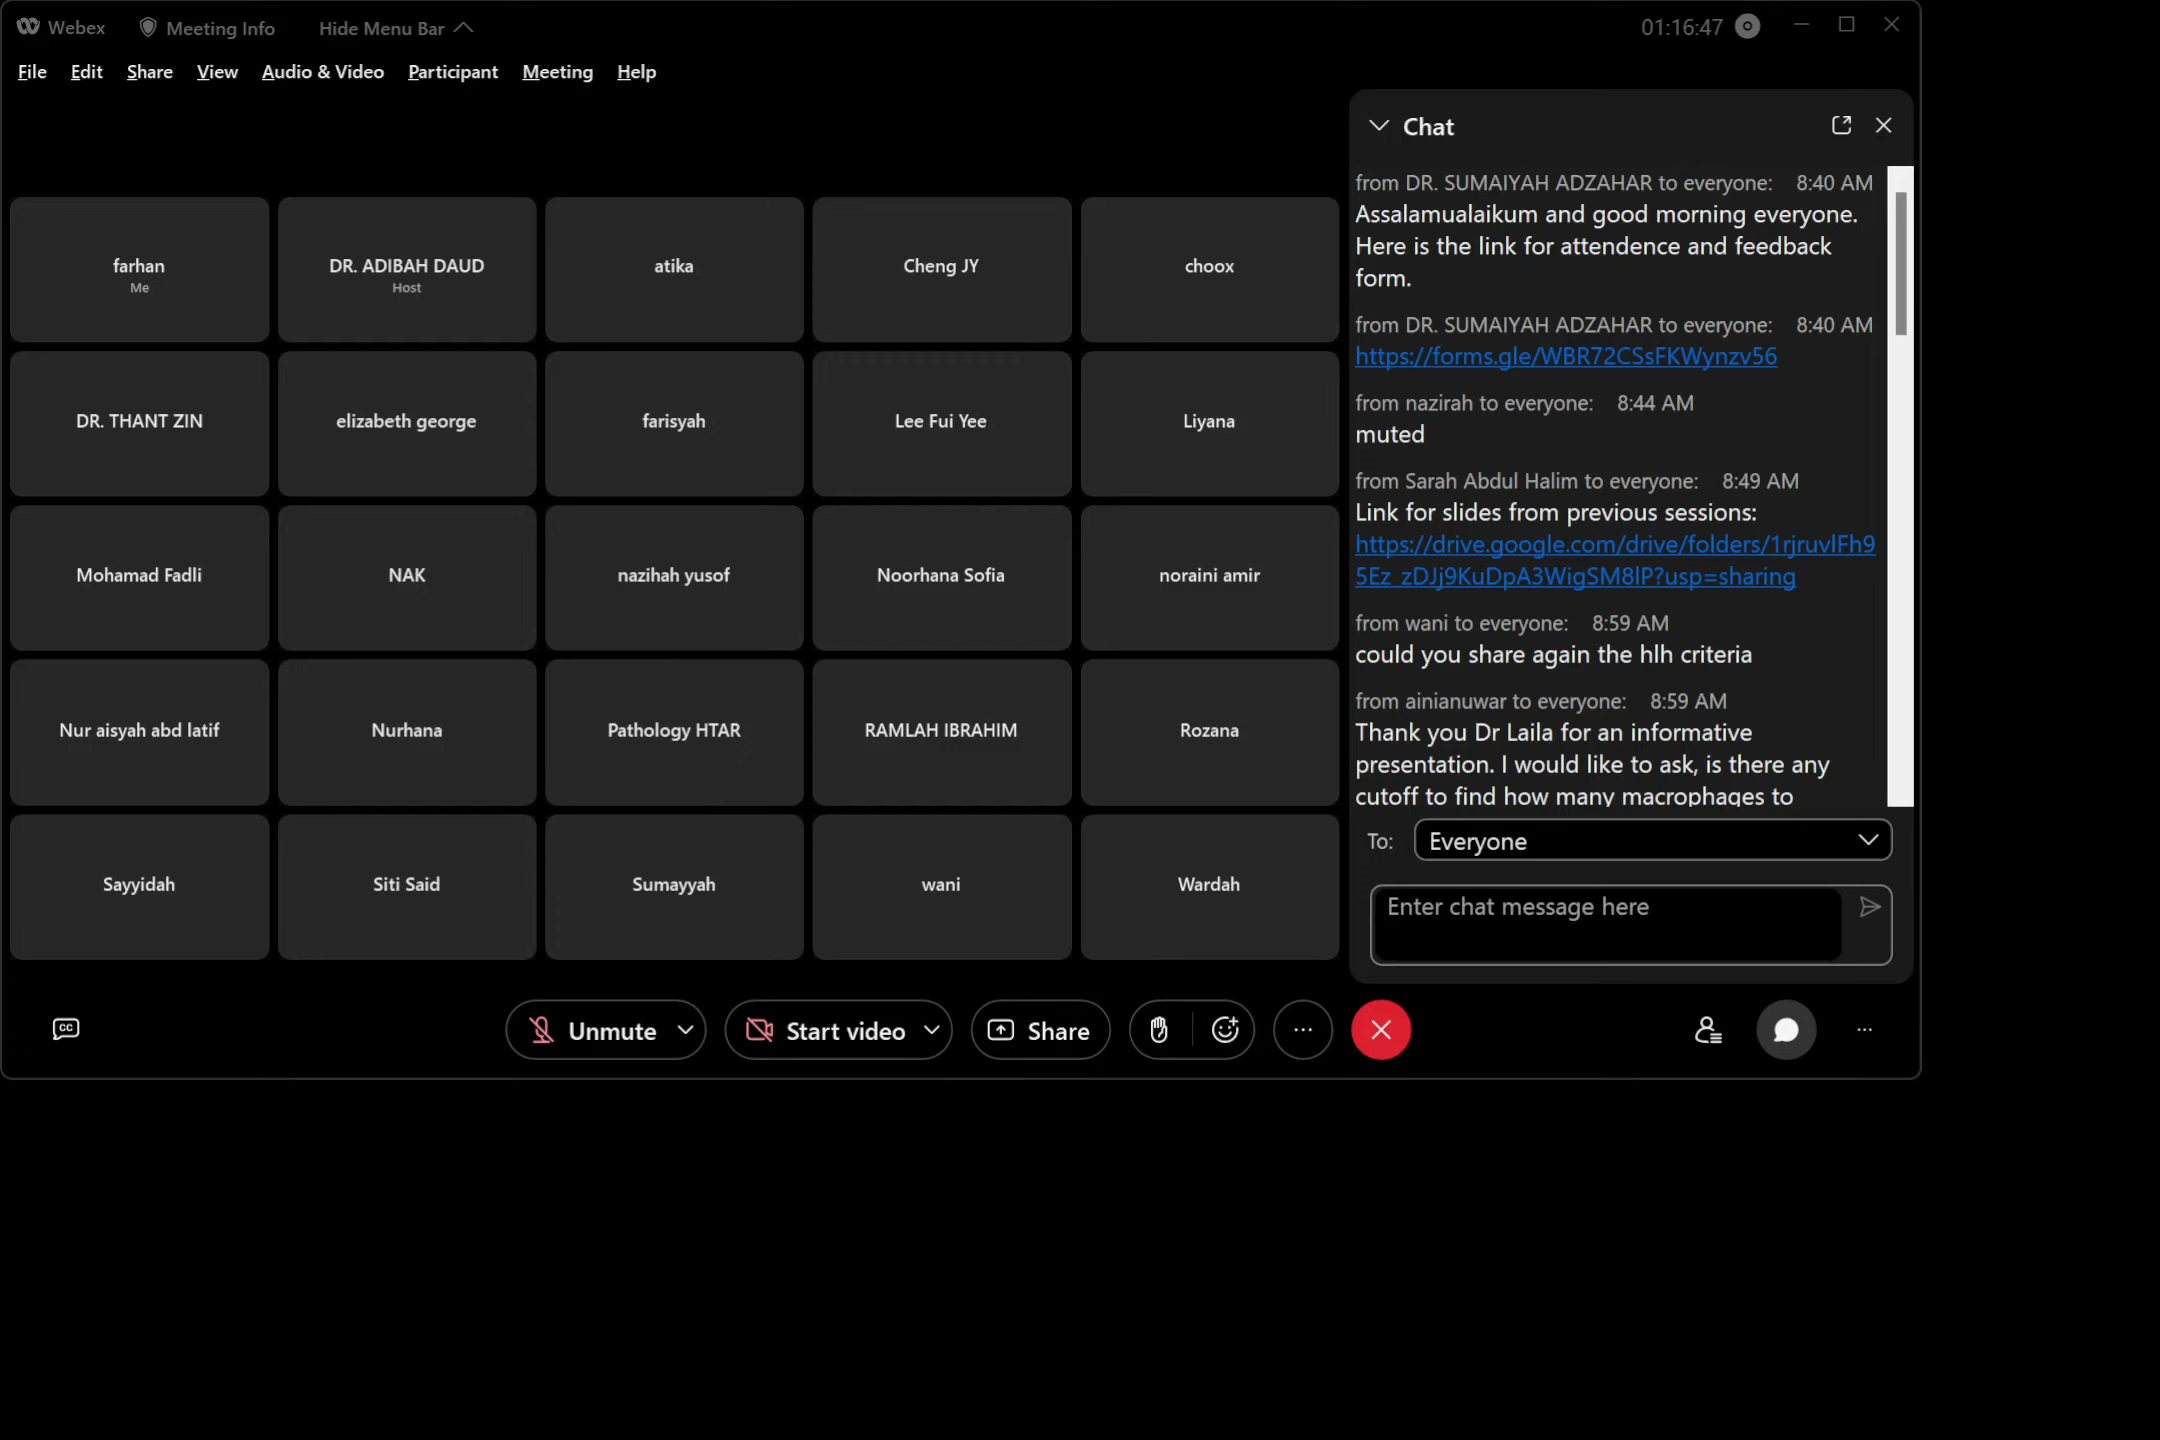 Webex
Meeting Info
Hide Menu Bar
01:16:47
File
Edit
Share
View
Audio & Video
Participant
Meeting
Help
farhan
Me
DR. ADIBAH DAUD
Host
atika
Cheng JY
choox
DR. THANT ZIN
elizabeth george
farisyah
Lee Fui Yee
Liyana
Mohamad Fadli
NAK
nazihah yusof
Noorhana Sofia
noraini amir
Nur aisyah abd latif
Nurhana
Pathology HTAR
RAMLAH IBRAHIM
Rozana
Sayyidah
Siti Said
Sumayyah
wani
Wardah
Chat
from DR. SUMAIYAH ADZAHAR to everyone: 8:40 AM
Assalamualaikum and good morning everyone.
Here is the link for attendence and feedback
form.
from DR. SUMAIYAH ADZAHAR to everyone: 8:40 AM
https://forms.gle/WBR72CSsFKWynzv56
from nazirah to everyone: 8:44 AM
muted
from Sarah Abdul Halim to everyone: 8:49 AM
Link for slides from previous sessions:
https://drive.google.com/drive/folders/1rjruvlFh9
5Ez_zDJj9KuDpA3WigSM8lP?usp=sharing
from wani to everyone: 8:59 AM
could you share again the hlh criteria
from ainianuwar to everyone: 8:59 AM
Thank you Dr Laila for an informative
presentation. I would like to ask, is there any
cutoff to find how many macrophages to
To:
Everyone
Enter chat message here
CC
Unmute
Start video
Share